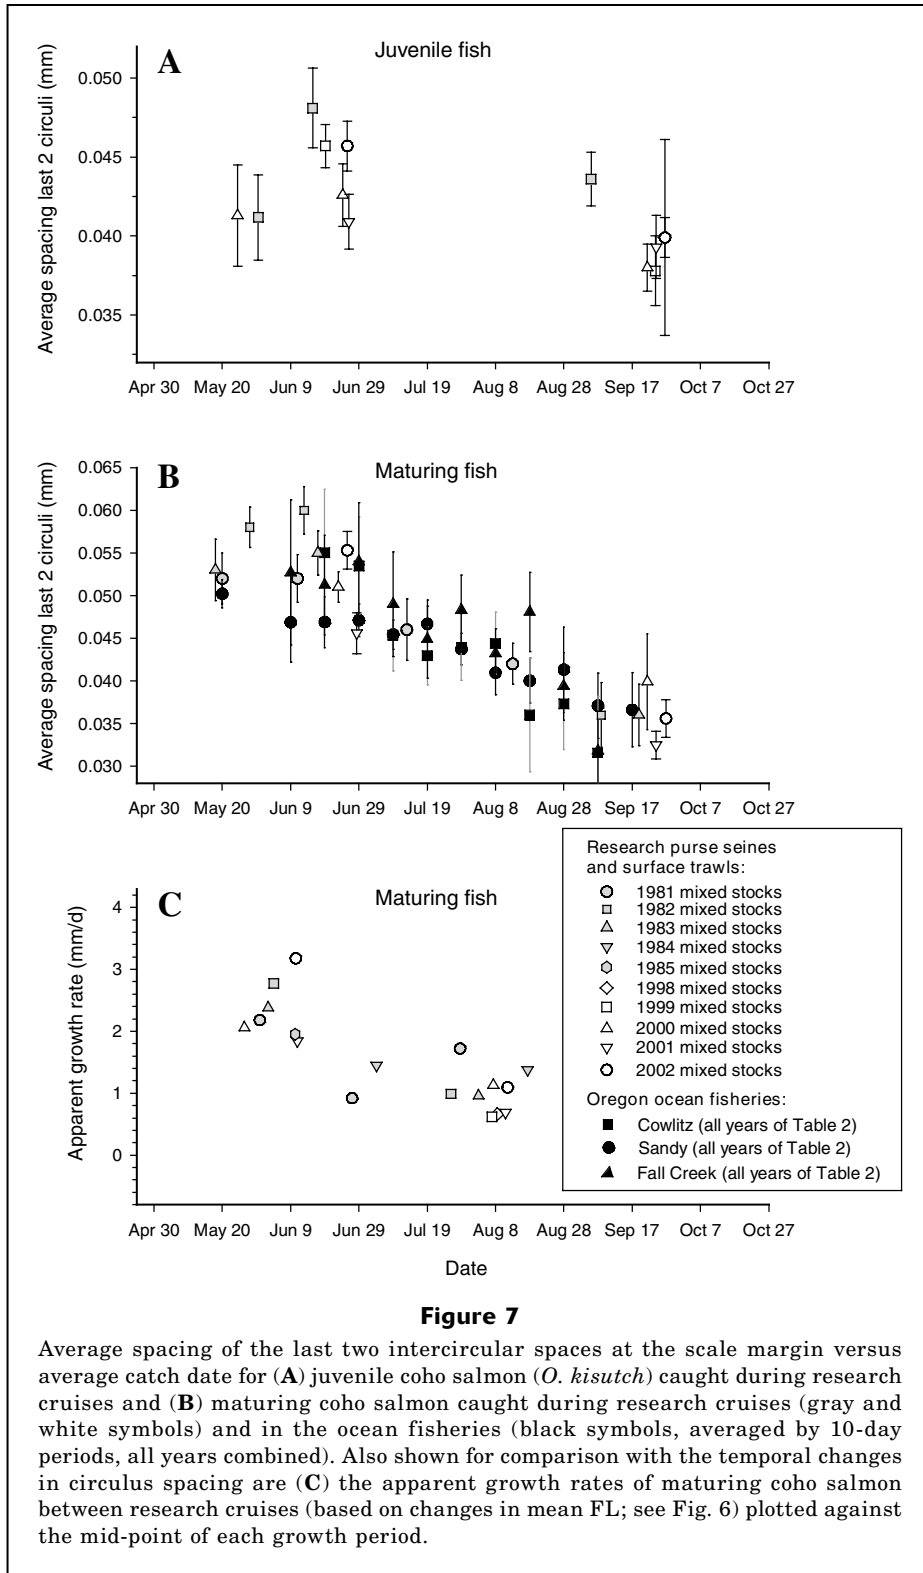 A
Juvenile fish
Average spacing last 2 circuli (mm)
0.050
0.045
0.040
0.035
Apr 30 May 20 Jun 9 Jun 29 Jul 19 Aug 8 Aug 28 Sep 17 Oct 7 Oct 27
B
Maturing fish
Average spacing last 2 circuli (mm)
0.065
0.060
0.055
0.050
0.045
0.040
0.035
0.030
Apr 30 May 20 Jun 9 Jun 29 Jul 19 Aug 8 Aug 28 Sep 17 Oct 7 Oct 27
C
Maturing fish
Apparent growth rate (mm/d)
4
3
2
1
0
Research purse seines
and surface trawls:
1981 mixed stocks
1982 mixed stocks
1983 mixed stocks
1984 mixed stocks
1985 mixed stocks
1998 mixed stocks
1999 mixed stocks
2000 mixed stocks
2001 mixed stocks
2002 mixed stocks
Oregon ocean fisheries:
Cowlitz (all years of Table 2)
Sandy (all years of Table 2)
Fall Creek (all years of Table 2)
Apr 30 May 20 Jun 9 Jun 29 Jul 19 Aug 8 Aug 28 Sep 17 Oct 7 Oct 27
Date
Figure 7
Average spacing of the last two intercircular spaces at the scale margin versus
average catch date for (A) juvenile coho salmon (O. kisutch) caught during research
cruises and (B) maturing coho salmon caught during research cruises (gray and
white symbols) and in the ocean fisheries (black symbols, averaged by 10-day
periods, all years combined). Also shown for comparison with the temporal changes
in circulus spacing are (C) the apparent growth rates of maturing coho salmon
between research cruises (based on changes in mean FL; see Fig. 6) plotted against
the mid-point of each growth period.